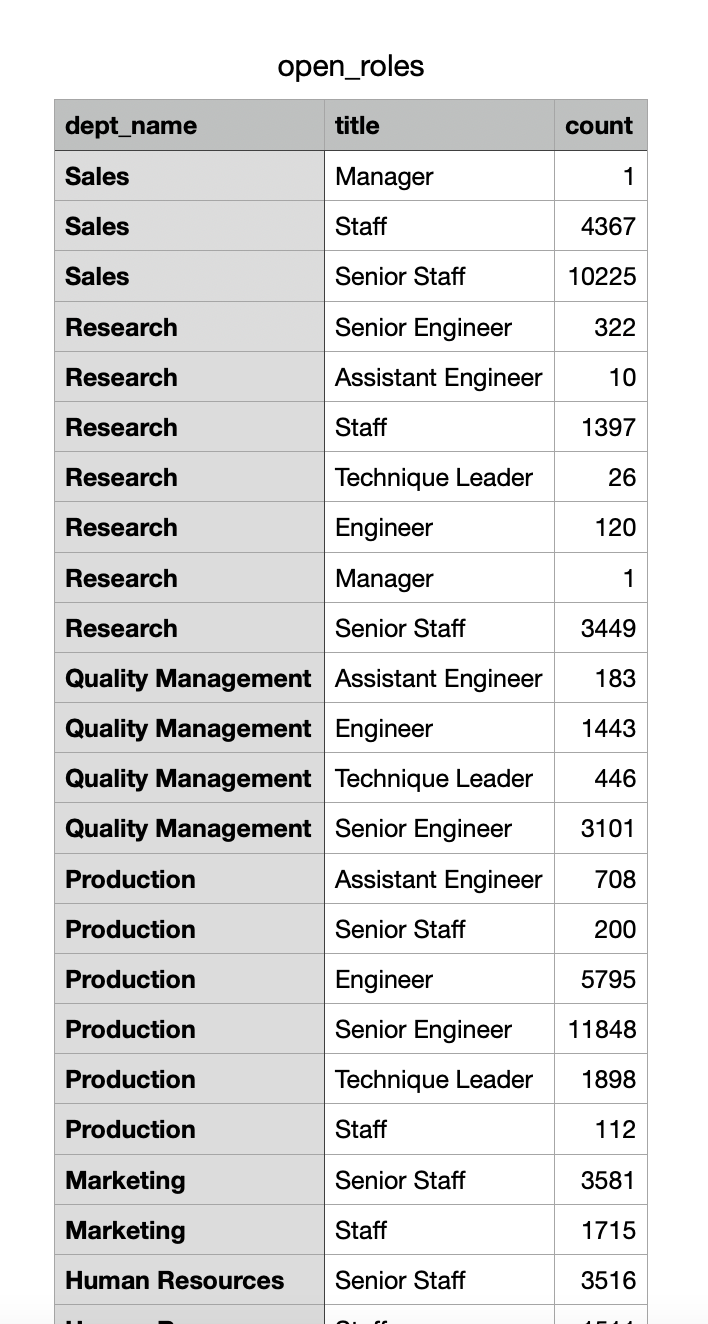 open_roles
dept_name title count
Sales Manager 1
Sales Staff 4367
Sales Senior Staff 10225
Research Senior Engineer 322
Research Assistant Engineer 10
Research Staff 1397
Research Technique Leader 26
Research Engineer 120
Research Manager 1
Research Senior Staff 3449
Quality Management Assistant Engineer 183
Quality Management Engineer 1443
Quality Management Technique Leader 446
Quality Management Senior Engineer 3101
Production Assistant Engineer 708
Production Senior Staff 200
Production Engineer 5795
Production Senior Engineer 11848
Production Technique Leader 1898
Production Staff 112
Marketing Senior Staff 3581
Marketing Staff 1715
Human Resources Senior Staff 3516